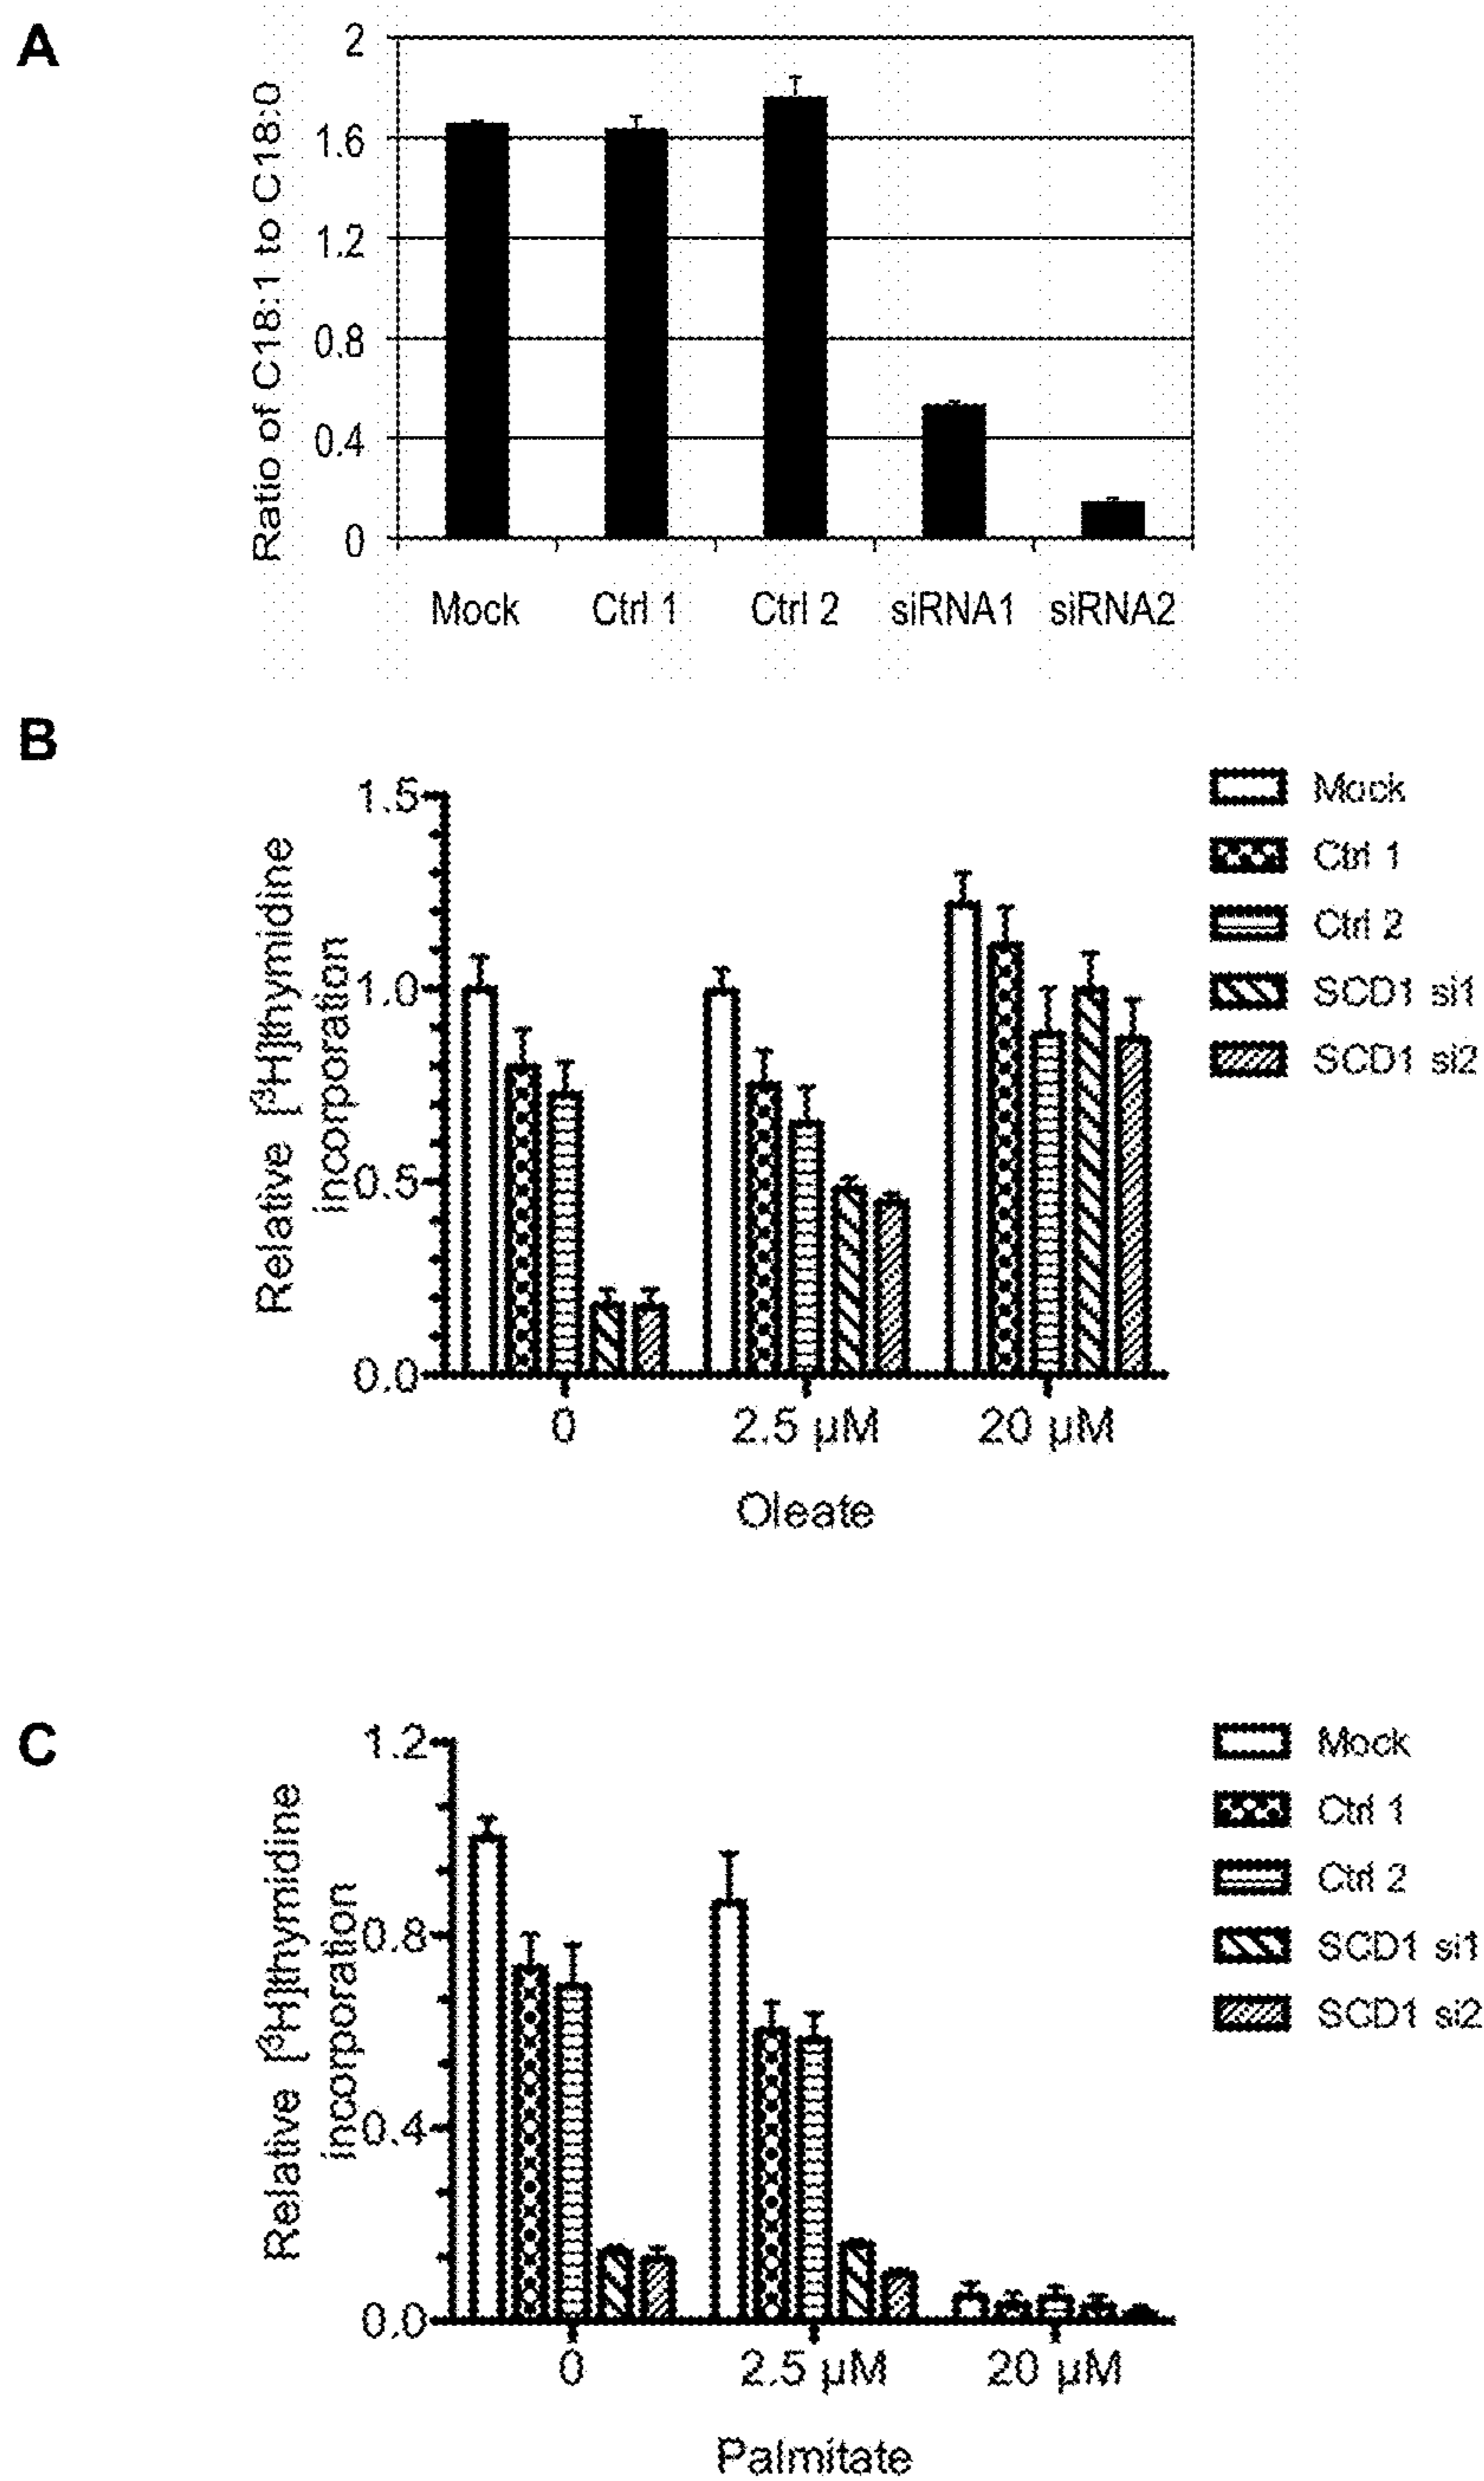 A
Ratio of C18:1 to C18:0
2
1.6
1.2
0.8
0.4
0
Mock Ctrl 1 Ctrl 2 siRNA1 siRNA2
B
Relative [³H]thymidine
incorporation
1.5
1.0
0.5
0.0
0 2.5 µM 20 µM
Oleate
Mock
Ctrl 1
Ctrl 2
SCD1 si1
SCD1 si2
C
Relative [³H]thymidine
incorporation
1.2
0.8
0.4
0.0
0 2.5 µM 20 µM
Palmitate
Mock
Ctrl 1
Ctrl 2
SCD1 si1
SCD1 si2